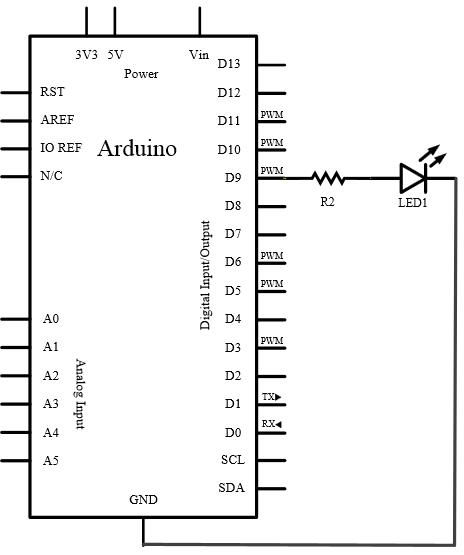 3V3 5V Vin
Power
D13
RST D12
AREF D11 PWM
IO REF Arduino D10 PWM
N/C D9 PWM
R2 LED1
D8
D7
Digital Input/Output
D6 PWM
D5 PWM
A0 D4
A1 D3 PWM
A2 D2
Analog Input
A3 D1 TX
A4 D0 RX
A5 SCL
SDA
GND